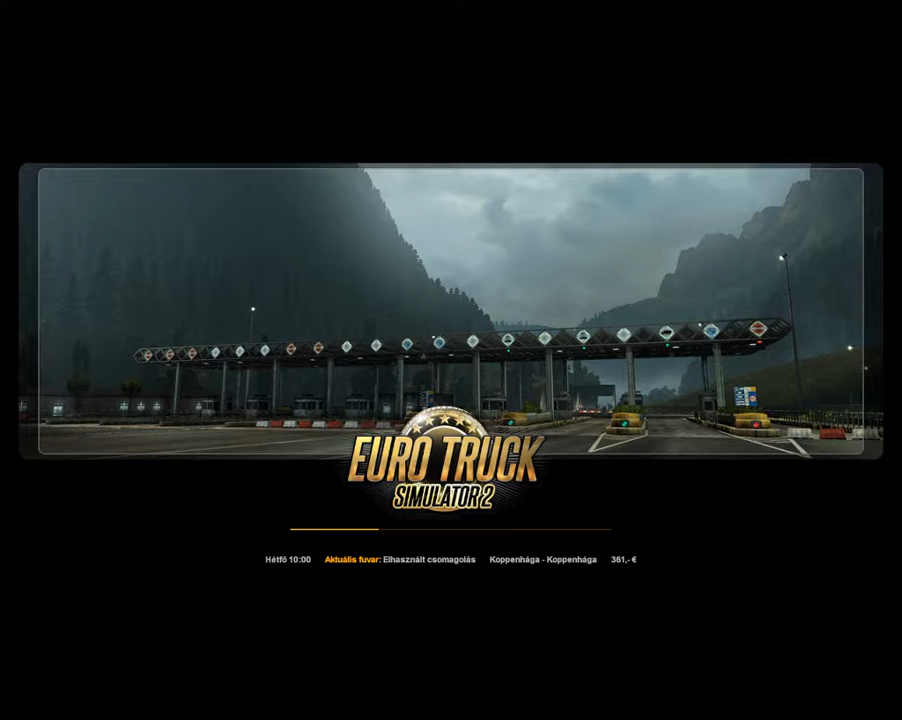 EURO TRUCK
SIMULATOR 2
Hétfő 10:00 Aktuális fuvar: Elhasznált csomagolás Koppenhága - Koppenhága 361,- €